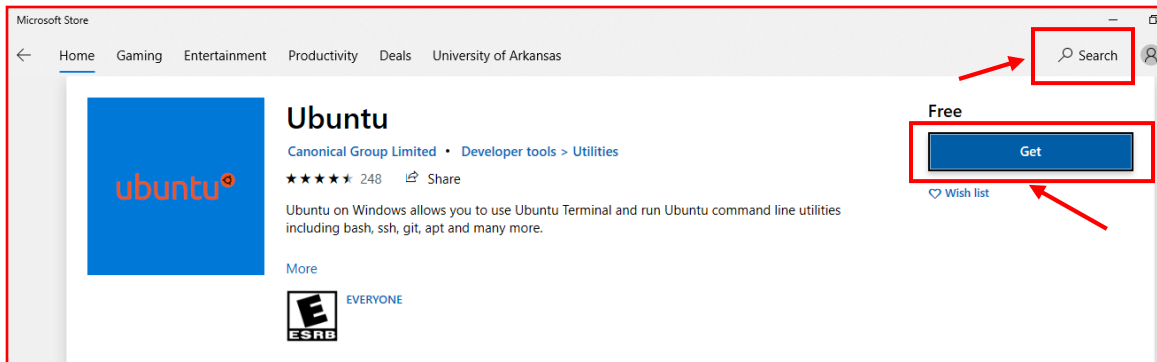 Microsoft Store
Home Gaming Entertainment Productivity Deals University of Arkansas Search
ubuntu
Ubuntu
Canonical Group Limited • Developer tools > Utilities
248 Share
Ubuntu on Windows allows you to use Ubuntu Terminal and run Ubuntu command line utilities
including bash, ssh, git, apt and many more.
More
E EVERYONE
ESRB
Free
Get
Wish list